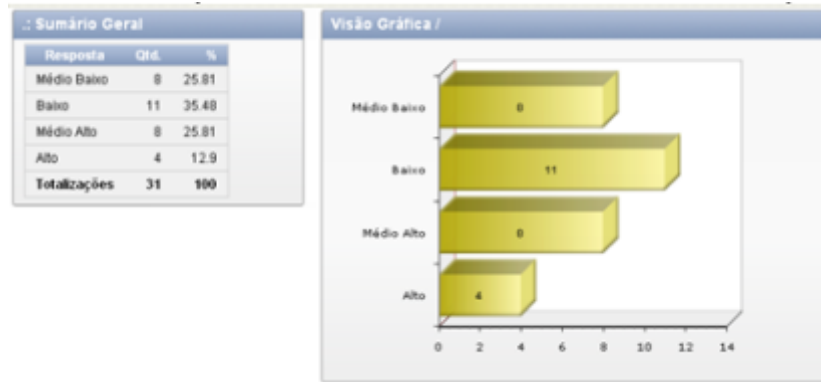 .: Sumário Geral
Resposta Qtd. %
Médio Baixo 8 25.81
Baixo 11 35.48
Médio Alto 8 25.81
Alto 4 12.9
Totalizações 31 100
Visão Gráfica /
Médio Baixo 8
Baixo 11
Médio Alto 8
Alto 4
0 2 4 6 8 10 12 14